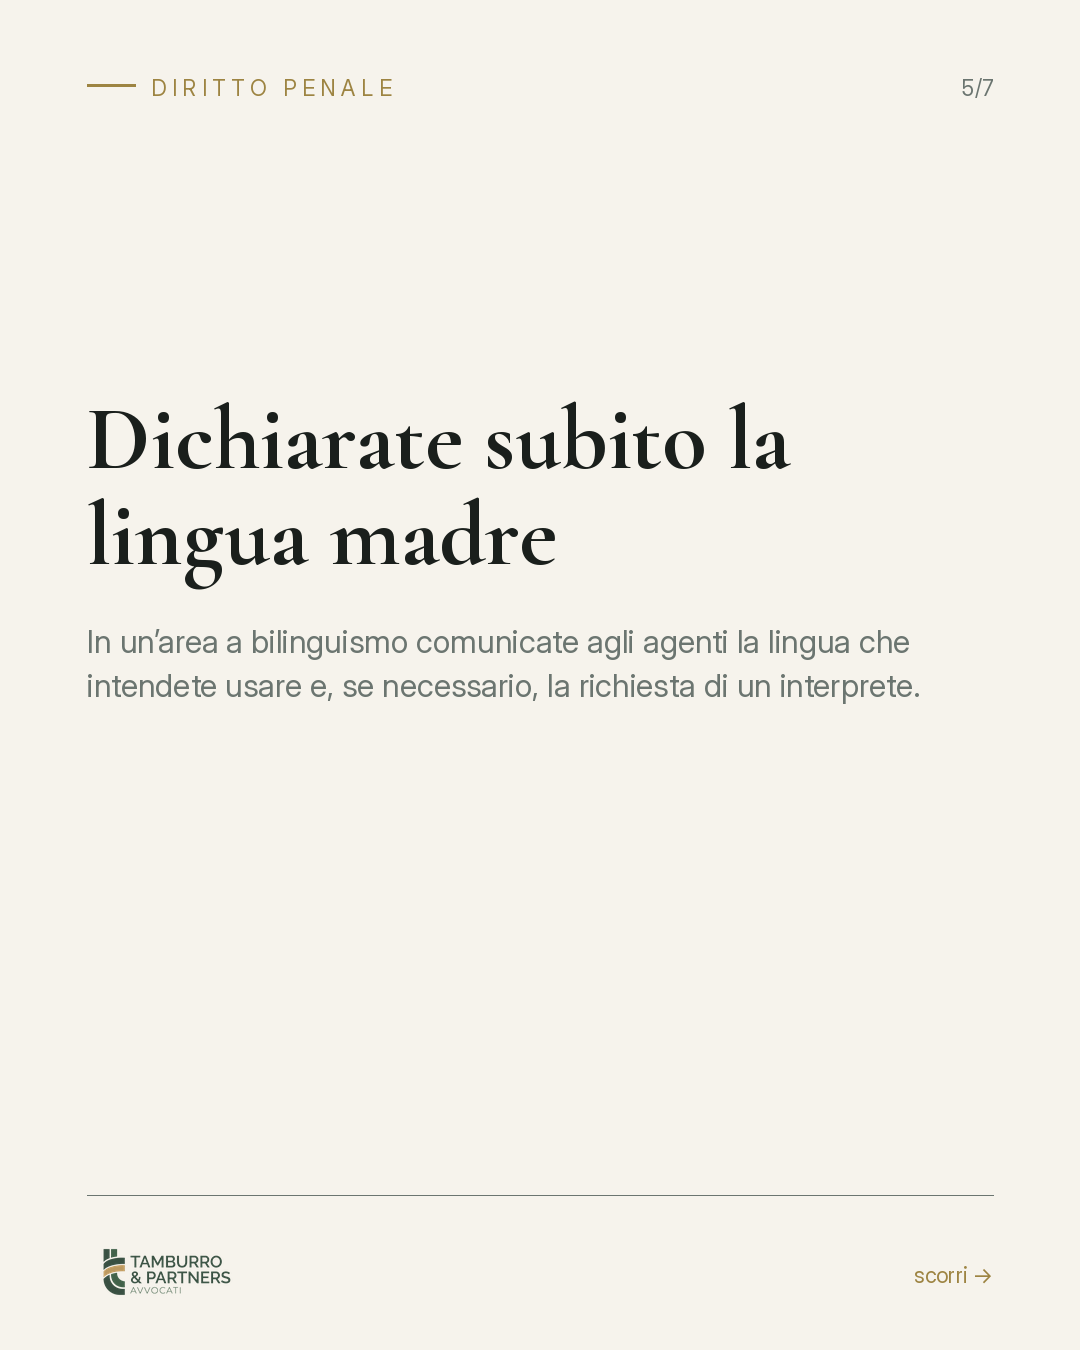 DIRITTO PENALE
5/7
Dichiarate subito la
lingua madre
In un’area a bilinguismo comunicate agli agenti la lingua che
intendete usare e, se necessario, la richiesta di un interprete.
TAMBURRO
& PARTNERS
AVVOCATI
scorri →